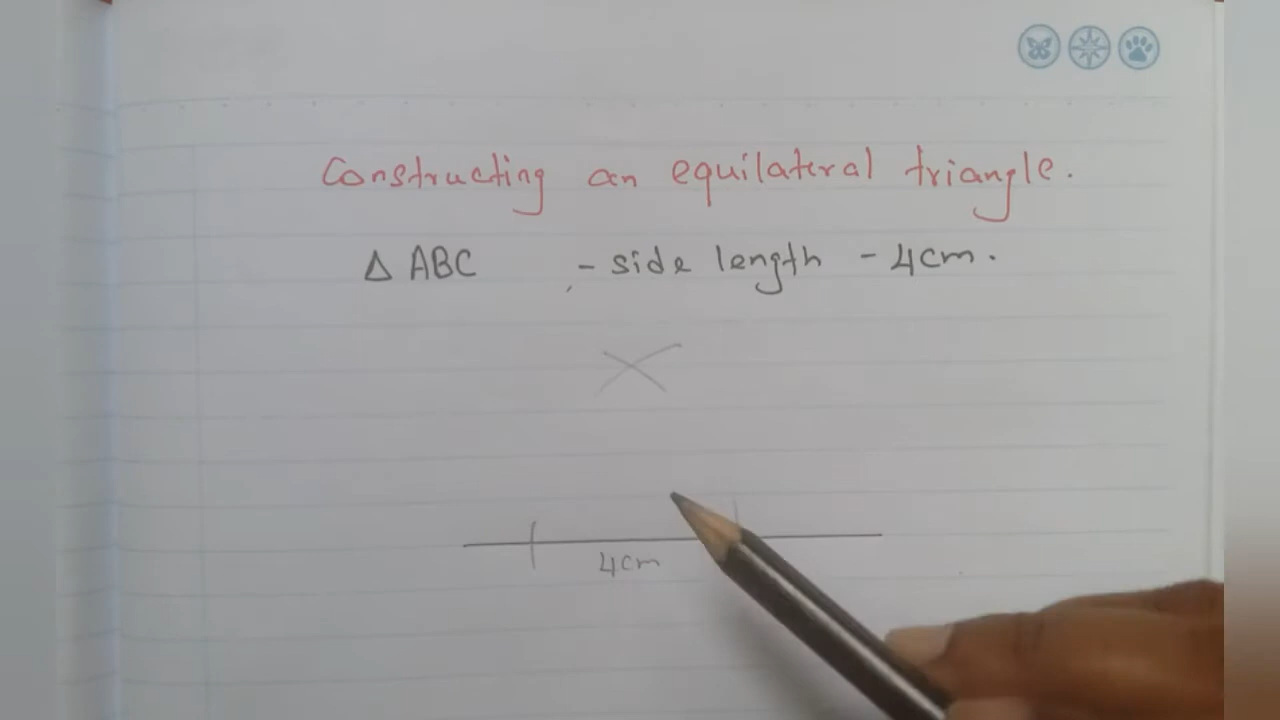 Constructing an equilateral triangle.
Δ ABC - side length - 4cm.
4cm